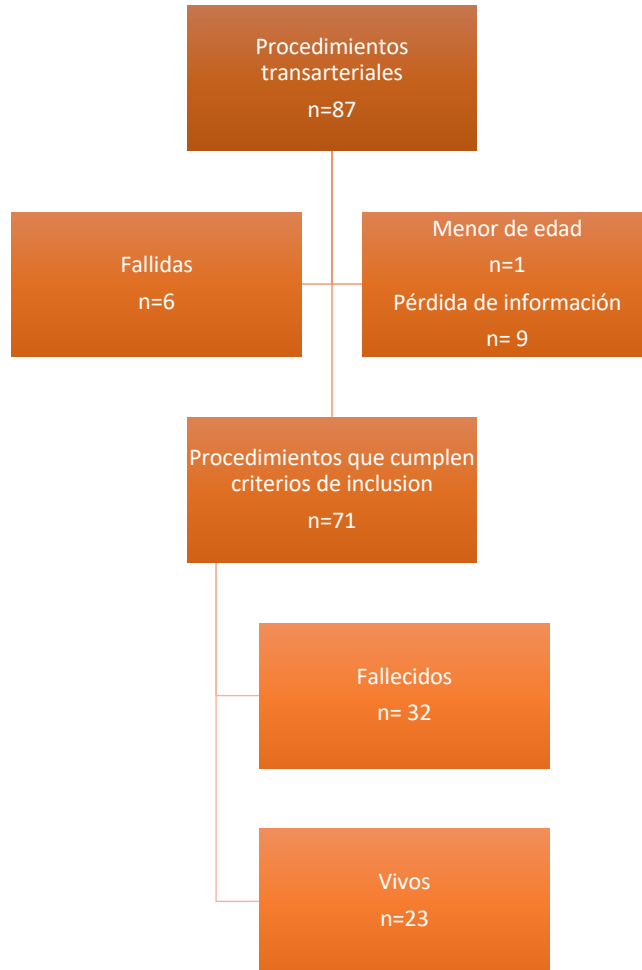 Procedimientos
transarteriales
n=87
Fallidas
n=6
Menor de edad
n=1
Pérdida de información
n= 9
Procedimientos que cumplen
criterios de inclusion
n=71
Fallecidos
n= 32
Vivos
n=23